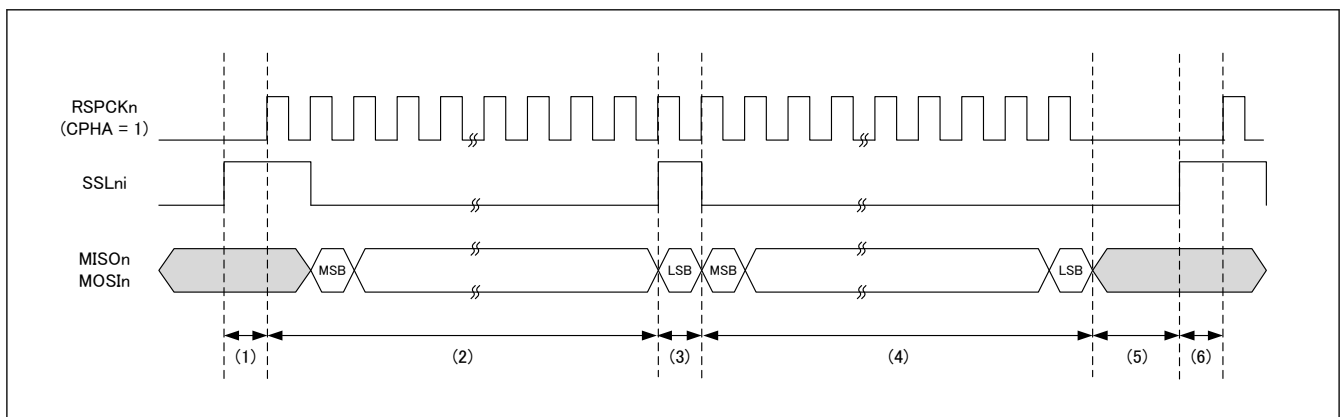 RSPCKn
(CPHA = 1)
SSLni
MISOn
MOSIn
MSB
LSB
MSB
LSB
(1)
(2)
(3)
(4)
(5)
(6)